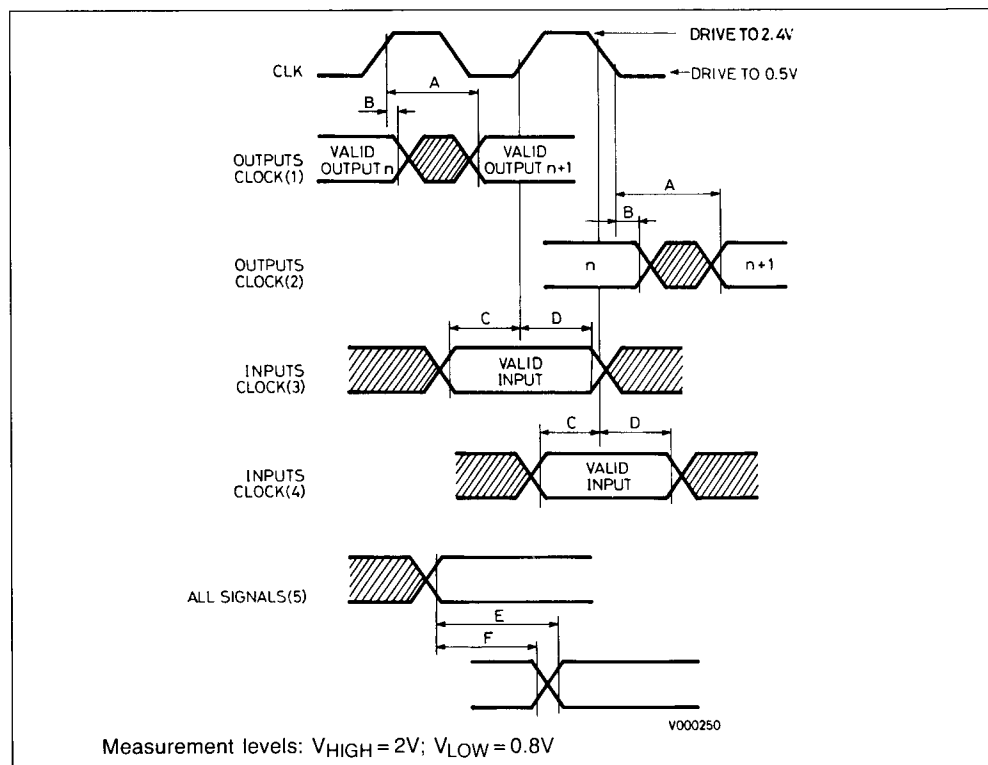 DRIVE TO 2.4V
CLK
DRIVE TO 0.5V
A
B
OUTPUTS
CLOCK(1)
VALID
OUTPUT n
VALID
OUTPUT n+1
A
B
OUTPUTS
CLOCK(2)
n
n+1
C
D
INPUTS
CLOCK(3)
VALID
INPUT
C
D
INPUTS
CLOCK(4)
VALID
INPUT
ALL SIGNALS(5)
E
F
V000250
Measurement levels: VHIGH = 2V; VLOW = 0.8V